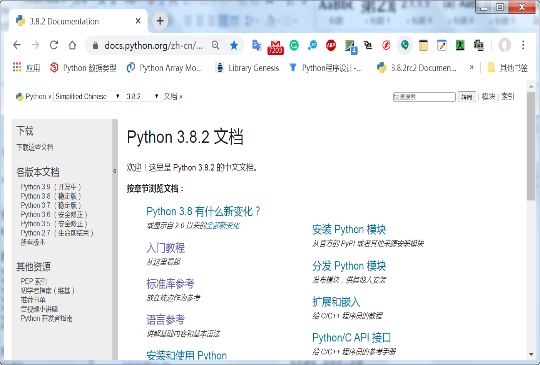 3.8.2 Documentation
docs.python.org/zh-cn/...
7203
ABP
应用
Python 数据类型
Python Array Mo...
Library Genesis
Python程序设计-...
3.8.2rc2 Documen...
»
其他书签
Python »
Simplified Chinese
3.8.2
文档 »
快速搜索
转向
| 模块 | 索引
下载
下载这些文档
各版本文档
Python 3.9（开发中）
Python 3.8（稳定版）
Python 3.7（稳定版）
Python 3.6（安全修正）
Python 3.5（安全修正）
Python 2.7（生命周期结束）
所有版本
其他资源
PEP 索引
初学者指南（维基）
推荐书单
音视频小讲座
Python 开发者指南
Python 3.8.2 文档
欢迎！这里是 Python 3.8.2 的中文文档。
按章节浏览文档：
Python 3.8 有什么新变化？
或显示自 2.0 以来的全部新变化
入门教程
从这里看起
标准库参考
放在枕边作为参考
语言参考
讲解基础内容和基本语法
安装和使用 Python
安装 Python 模块
从官方的 PyPI 或者其他来源安装模块
分发 Python 模块
发布模块，供其他人安装
扩展和嵌入
给 C/C++ 程序员的教程
Python/C API 接口
给 C/C++ 程序员的参考手册